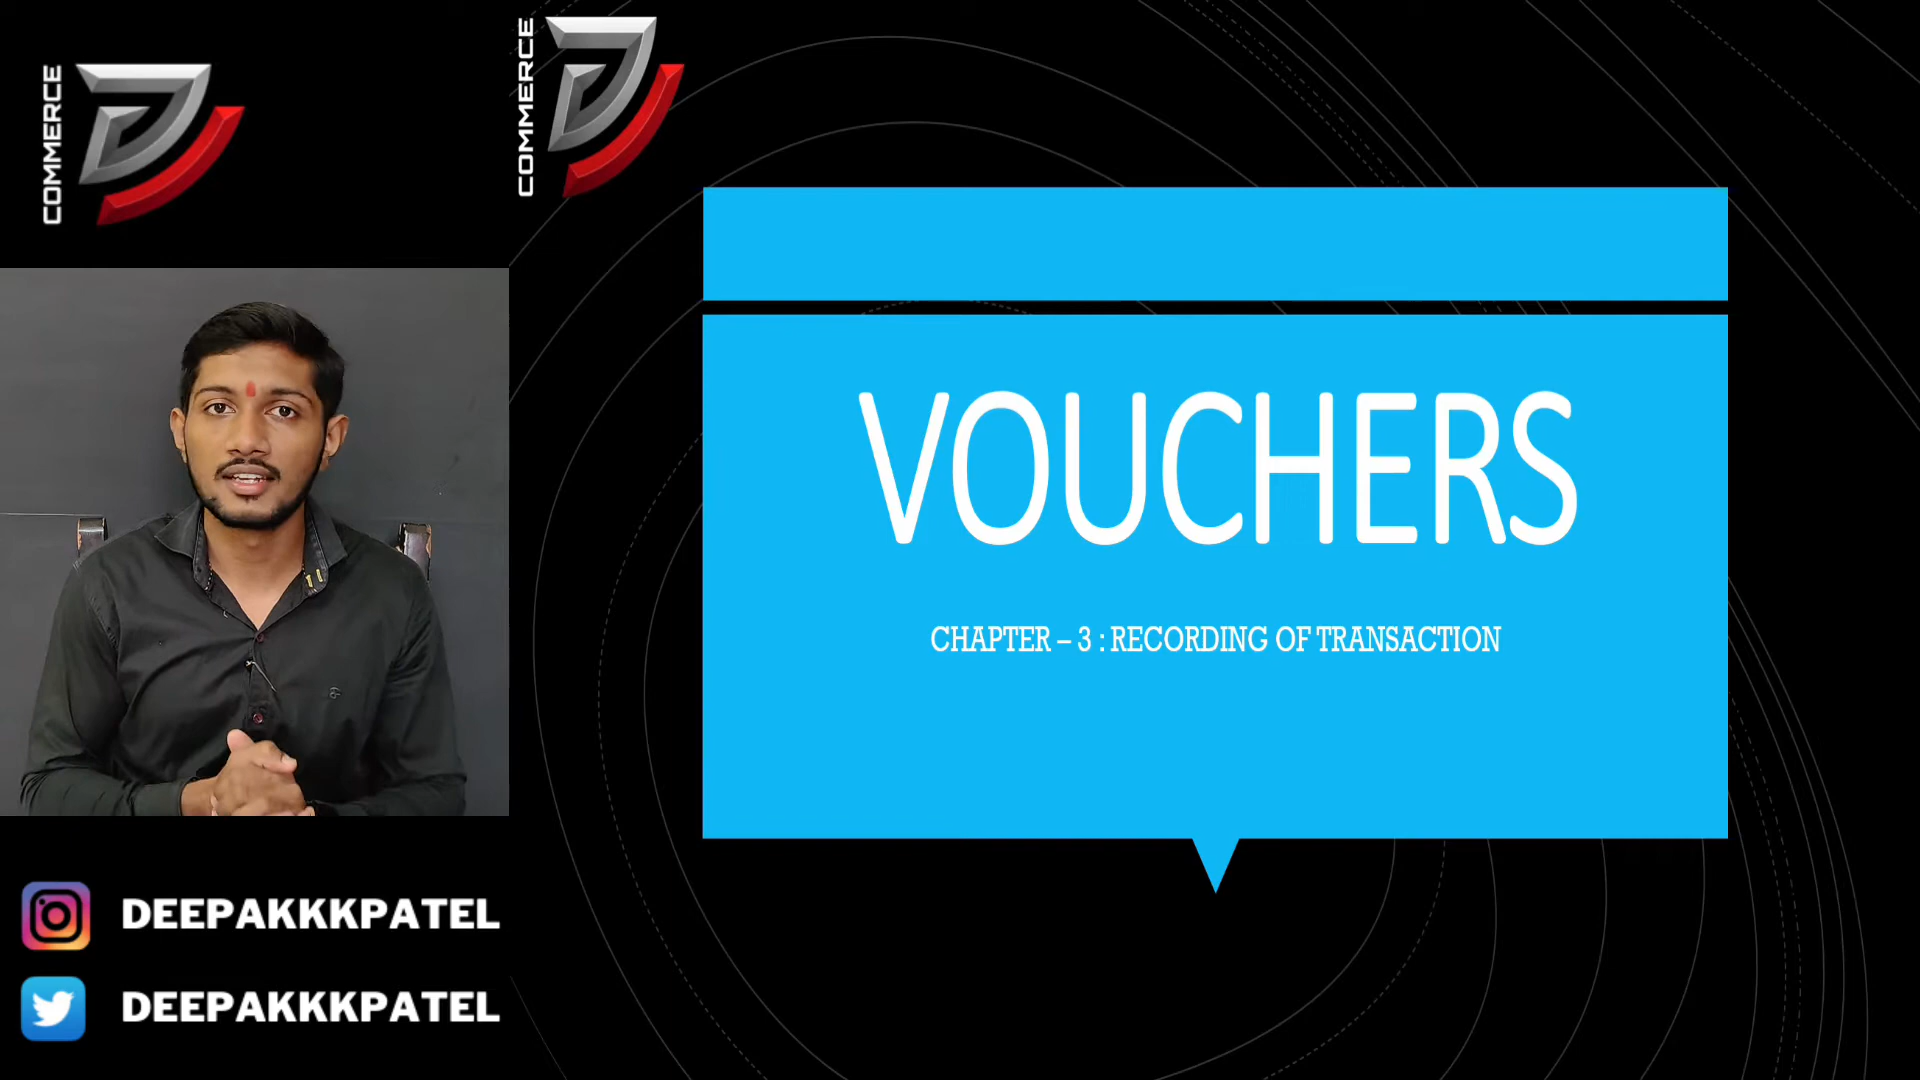 COMMERCE
COMMERCE
VOUCHERS
CHAPTER – 3 : RECORDING OF TRANSACTION
DEEPAKKKPATEL
DEEPAKKKPATEL